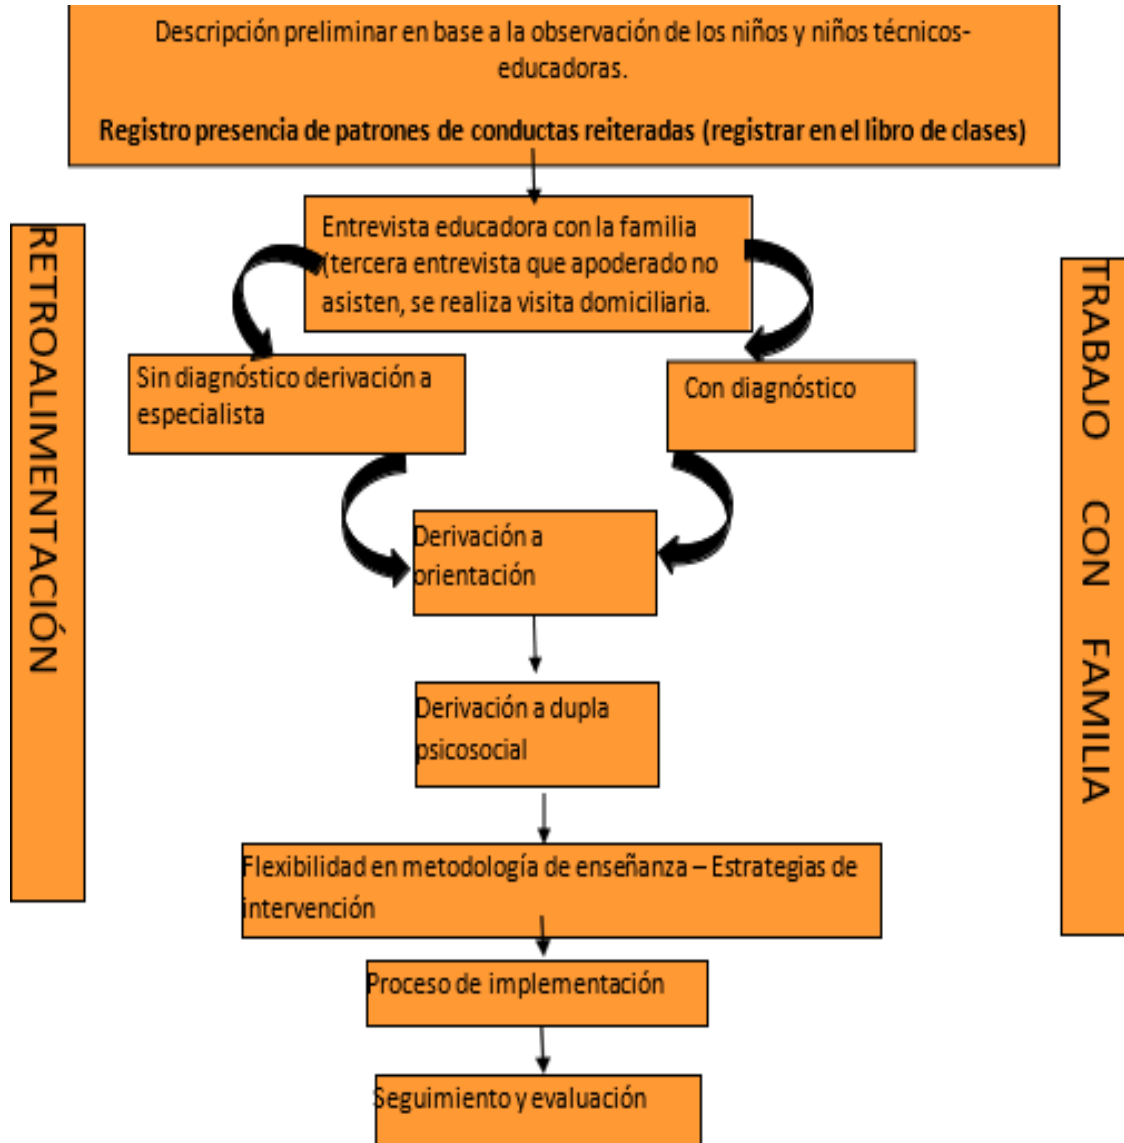 Descripción preliminar en base a la observación de los niños y niños técnicos-
educadoras.
Registro presencia de patrones de conductas reiteradas (registrar en el libro de clases)
Entrevista educadora con la familia
(tercera entrevista que apoderado no
asisten, se realiza visita domiciliaria.
RETROALIMENTACIÓN
TRABAJO CON FAMILIA
Sin diagnóstico derivación a
especialista
Con diagnóstico
Derivación a
orientación
Derivación a dupla
psicosocial
Flexibilidad en metodología de enseñanza – Estrategias de
intervención
Proceso de implementación
Seguimiento y evaluación